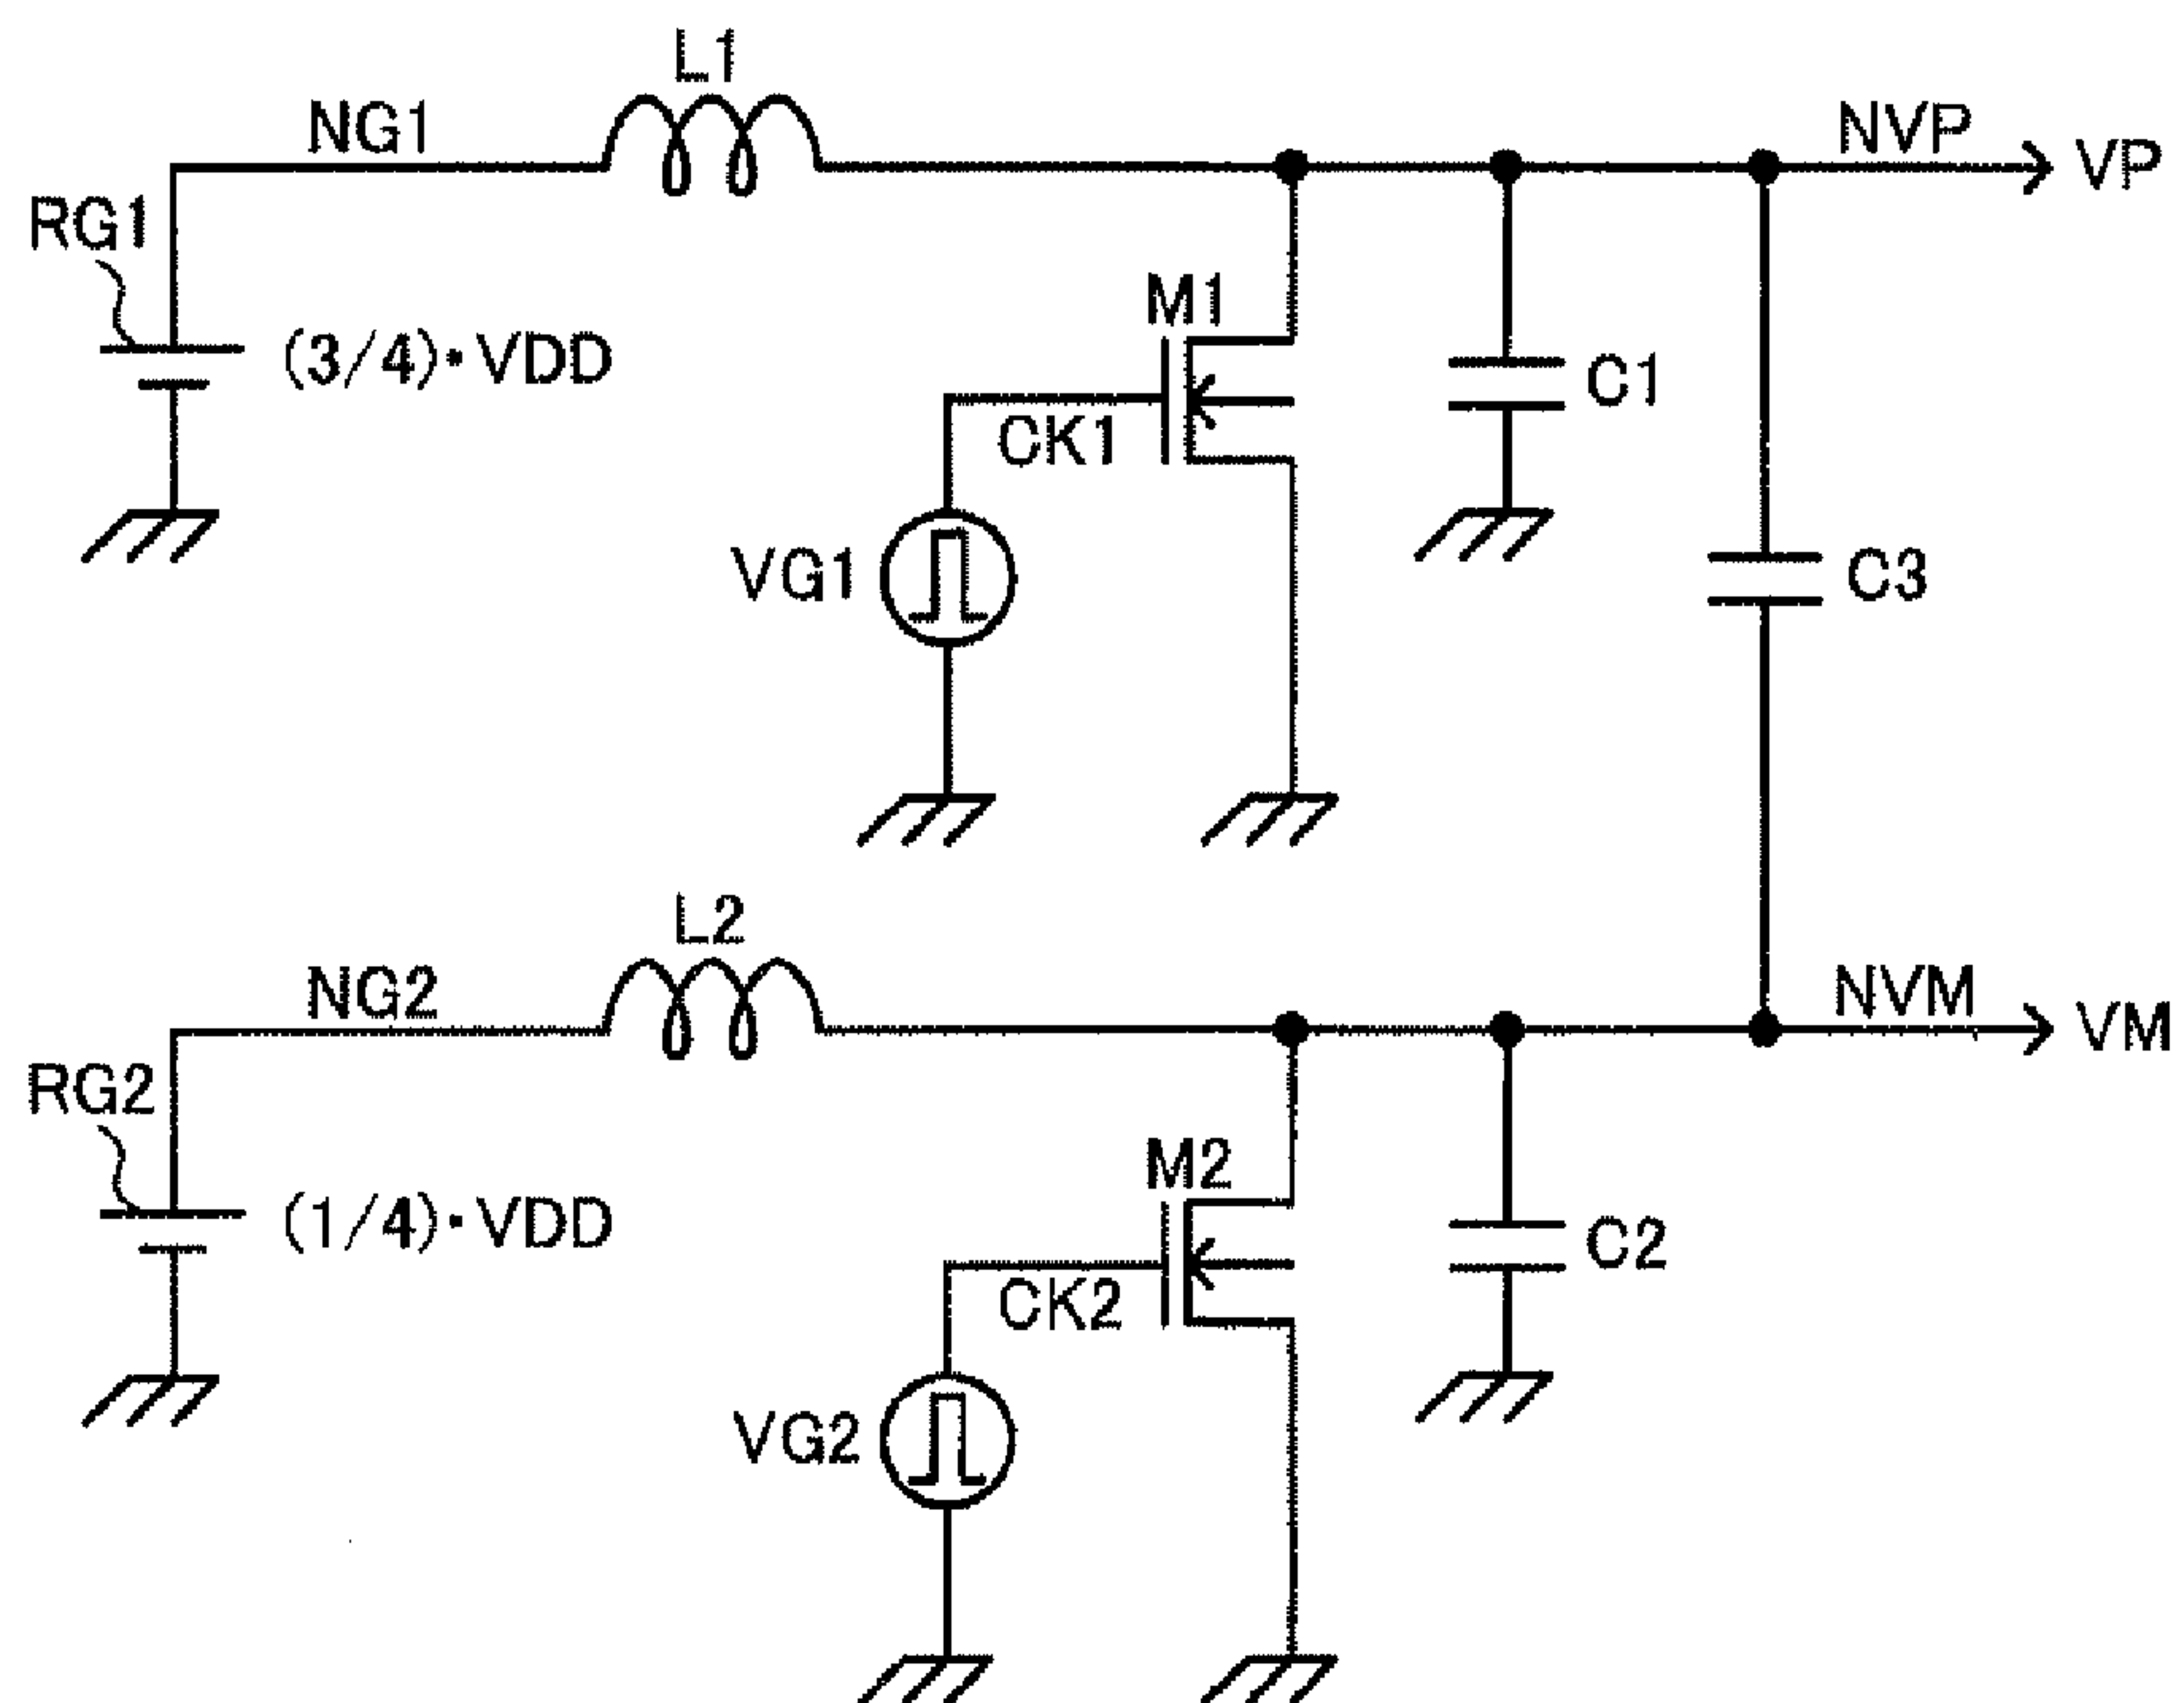 L1
NG1
NVP
VP
RG1
M1
(3/4)·VDD
C1
CK1
VG1
C3
L2
NG2
NVM
VM
RG2
M2
(1/4)·VDD
C2
CK2
VG2